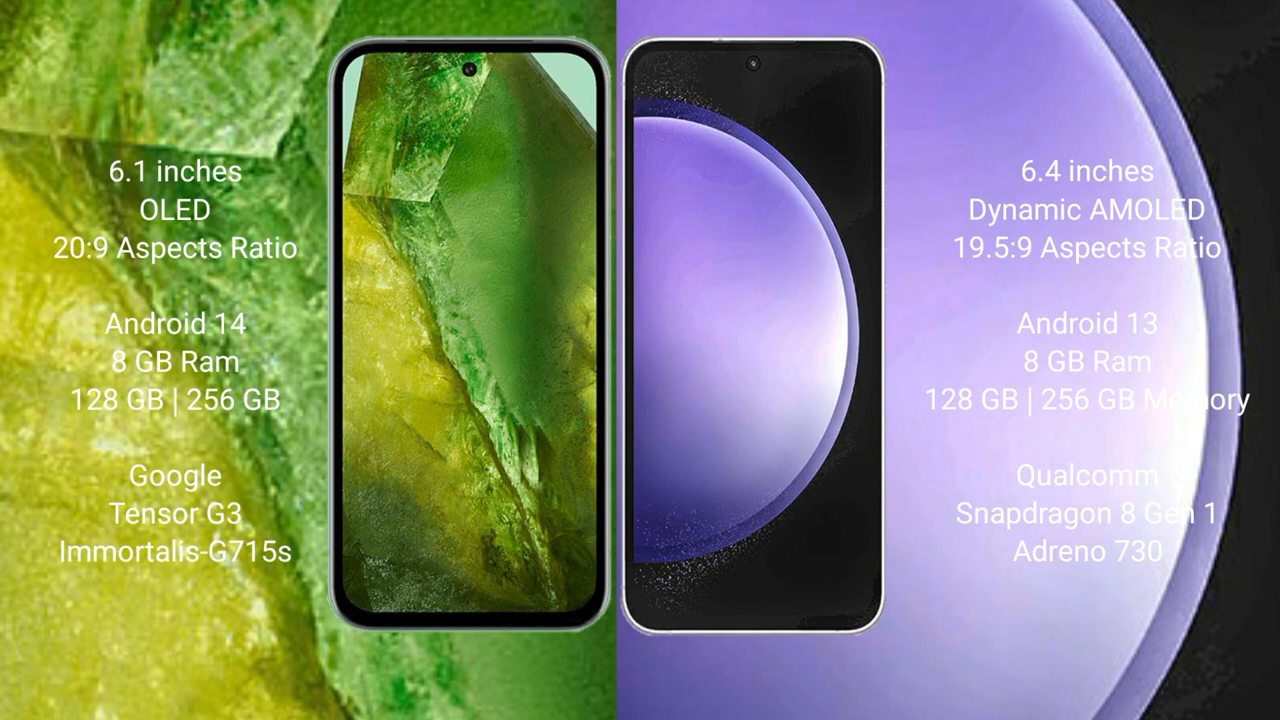 6.1 inches
OLED
20:9 Aspects Ratio
Android 14
8 GB Ram
128 GB | 256 GB
Google
Tensor G3
Immortalis-G715s
6.4 inches
Dynamic AMOLED
19.5:9 Aspects Ratio
Android 13
8 GB Ram
128 GB | 256 GB Memory
Qualcomm
Snapdragon 8 Gen 1
Adreno 730